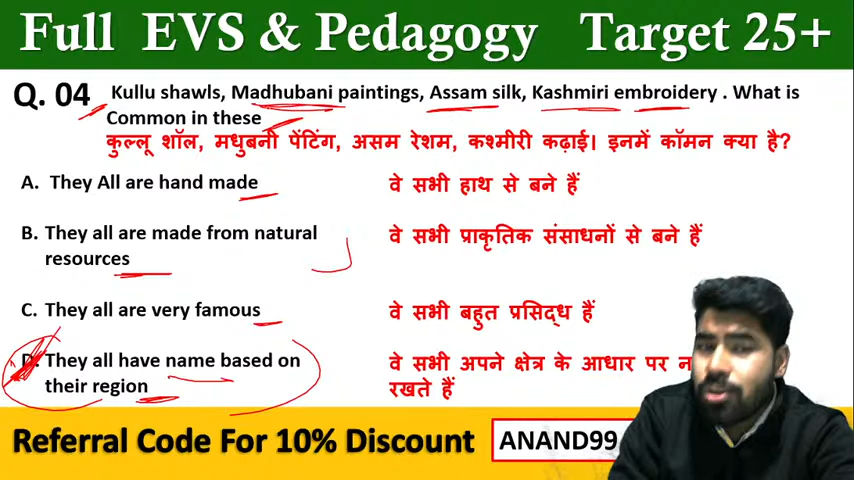 Full EVS & Pedagogy Target 25+
Q. 04 Kullu shawls, Madhubani paintings, Assam silk, Kashmiri embroidery . What is
Common in these
कुल्लू शॉल, मधुबनी पेंटिंग, असम रेशम, कश्मीरी कढ़ाई। इनमें कॉमन क्या है?
A. They All are hand made वे सभी हाथ से बने हैं
B. They all are made from natural वे सभी प्राकृतिक संसाधनों से बने हैं
resources
C. They all are very famous वे सभी बहुत प्रसिद्ध हैं
D. They all have name based on वे सभी अपने क्षेत्र के आधार पर
their region रखते हैं
Referral Code For 10% Discount ANAND99